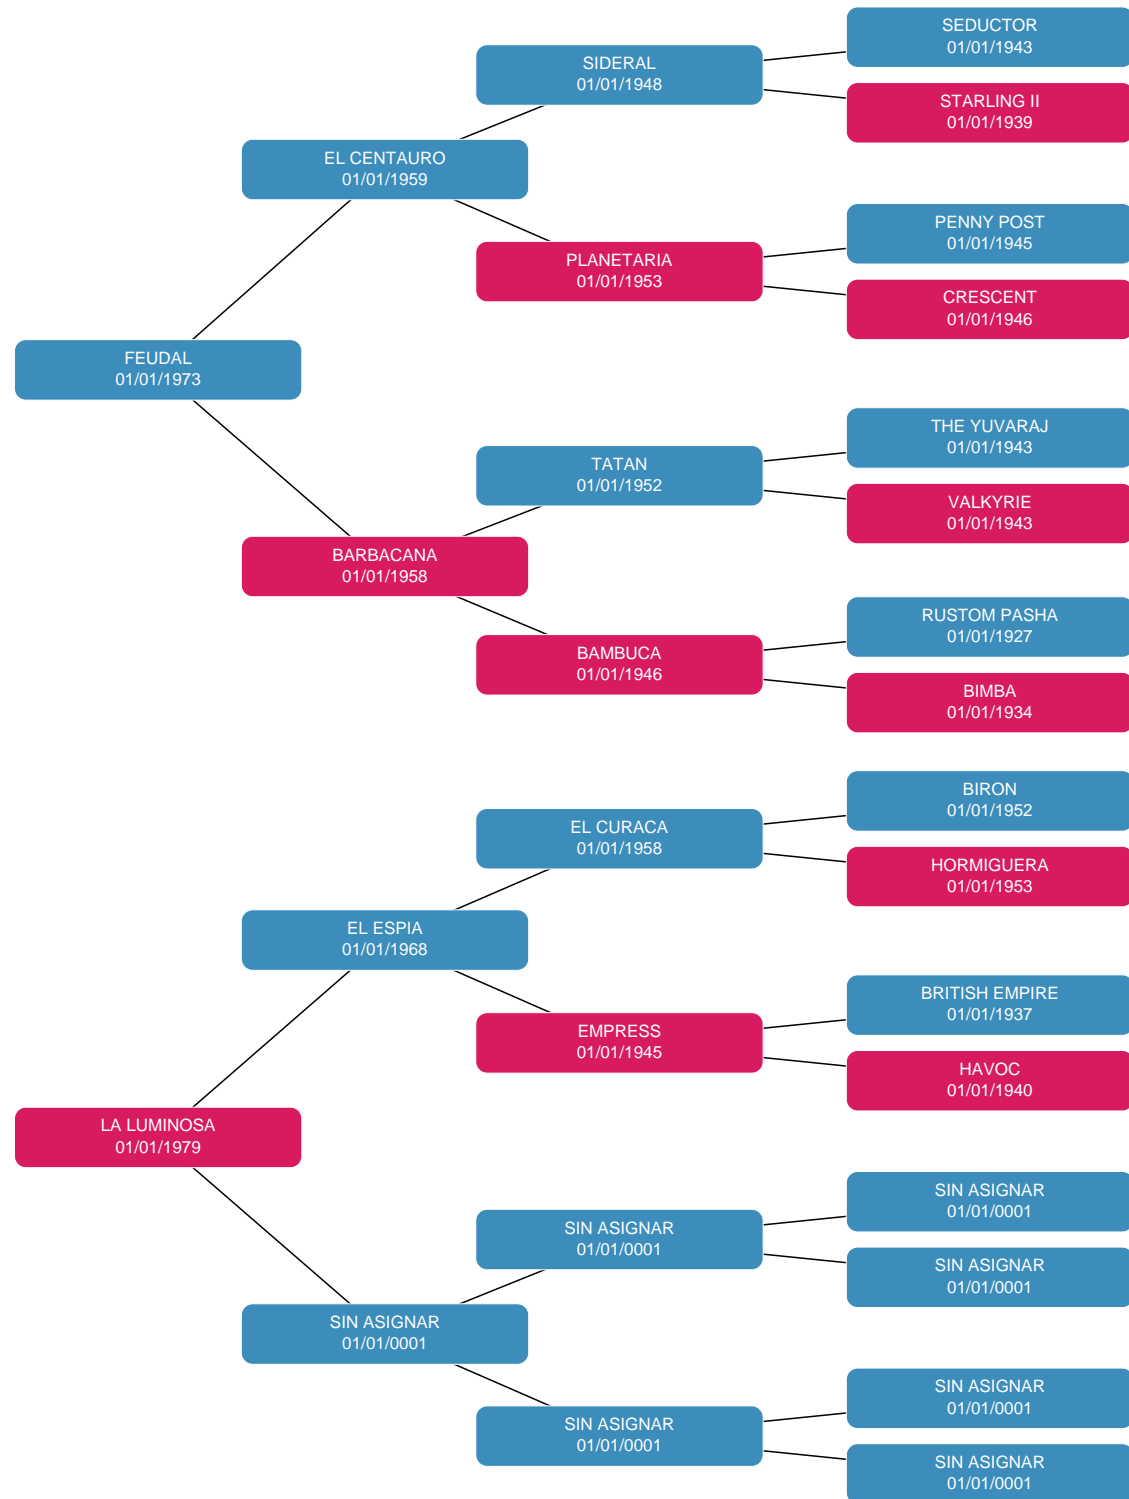 SEDUCTOR
01/01/1943
SIDERAL
01/01/1948
STARLING II
01/01/1939
EL CENTAURO
01/01/1959
PENNY POST
01/01/1945
PLANETARIA
01/01/1953
CRESCENT
01/01/1946
FEUDAL
01/01/1973
THE YUVARAJ
01/01/1943
TATAN
01/01/1952
VALKYRIE
01/01/1943
BARBACANA
01/01/1958
RUSTOM PASHA
01/01/1927
BAMBUCA
01/01/1946
BIMBA
01/01/1934
BIRON
01/01/1952
EL CURACA
01/01/1958
HORMIGUERA
01/01/1953
EL ESPIA
01/01/1968
BRITISH EMPIRE
01/01/1937
EMPRESS
01/01/1945
HAVOC
01/01/1940
LA LUMINOSA
01/01/1979
SIN ASIGNAR
01/01/0001
SIN ASIGNAR
01/01/0001
SIN ASIGNAR
01/01/0001
SIN ASIGNAR
01/01/0001
SIN ASIGNAR
01/01/0001
SIN ASIGNAR
01/01/0001
SIN ASIGNAR
01/01/0001